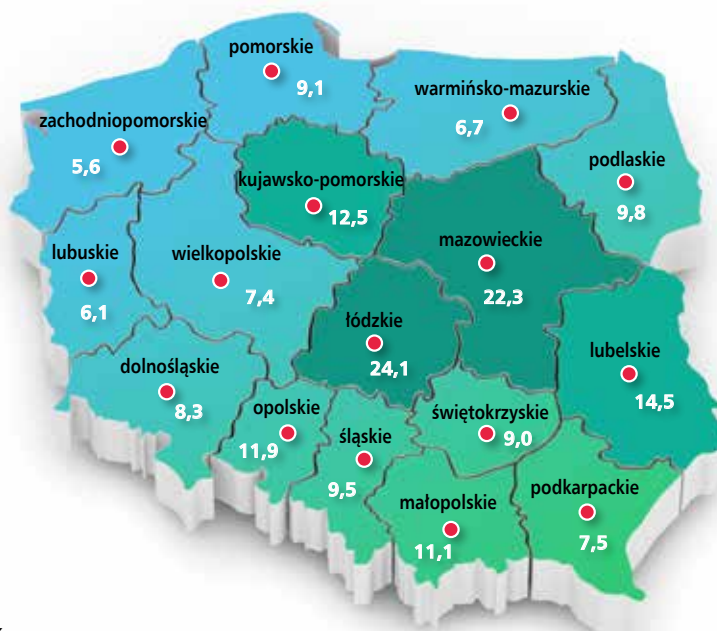 pomorskie
9,1
warmińsko-mazurskie
6,7
zachodniopomorskie
5,6
podlaskie
9,8
kujawsko-pomorskie
12,5
mazowieckie
22,3
lubuskie
6,1
wielkopolskie
7,4
łódzkie
24,1
lubelskie
14,5
dolnośląskie
8,3
opolskie
11,9
śląskie
9,5
świętokrzyskie
9,0
małopolskie
11,1
podkarpackie
7,5